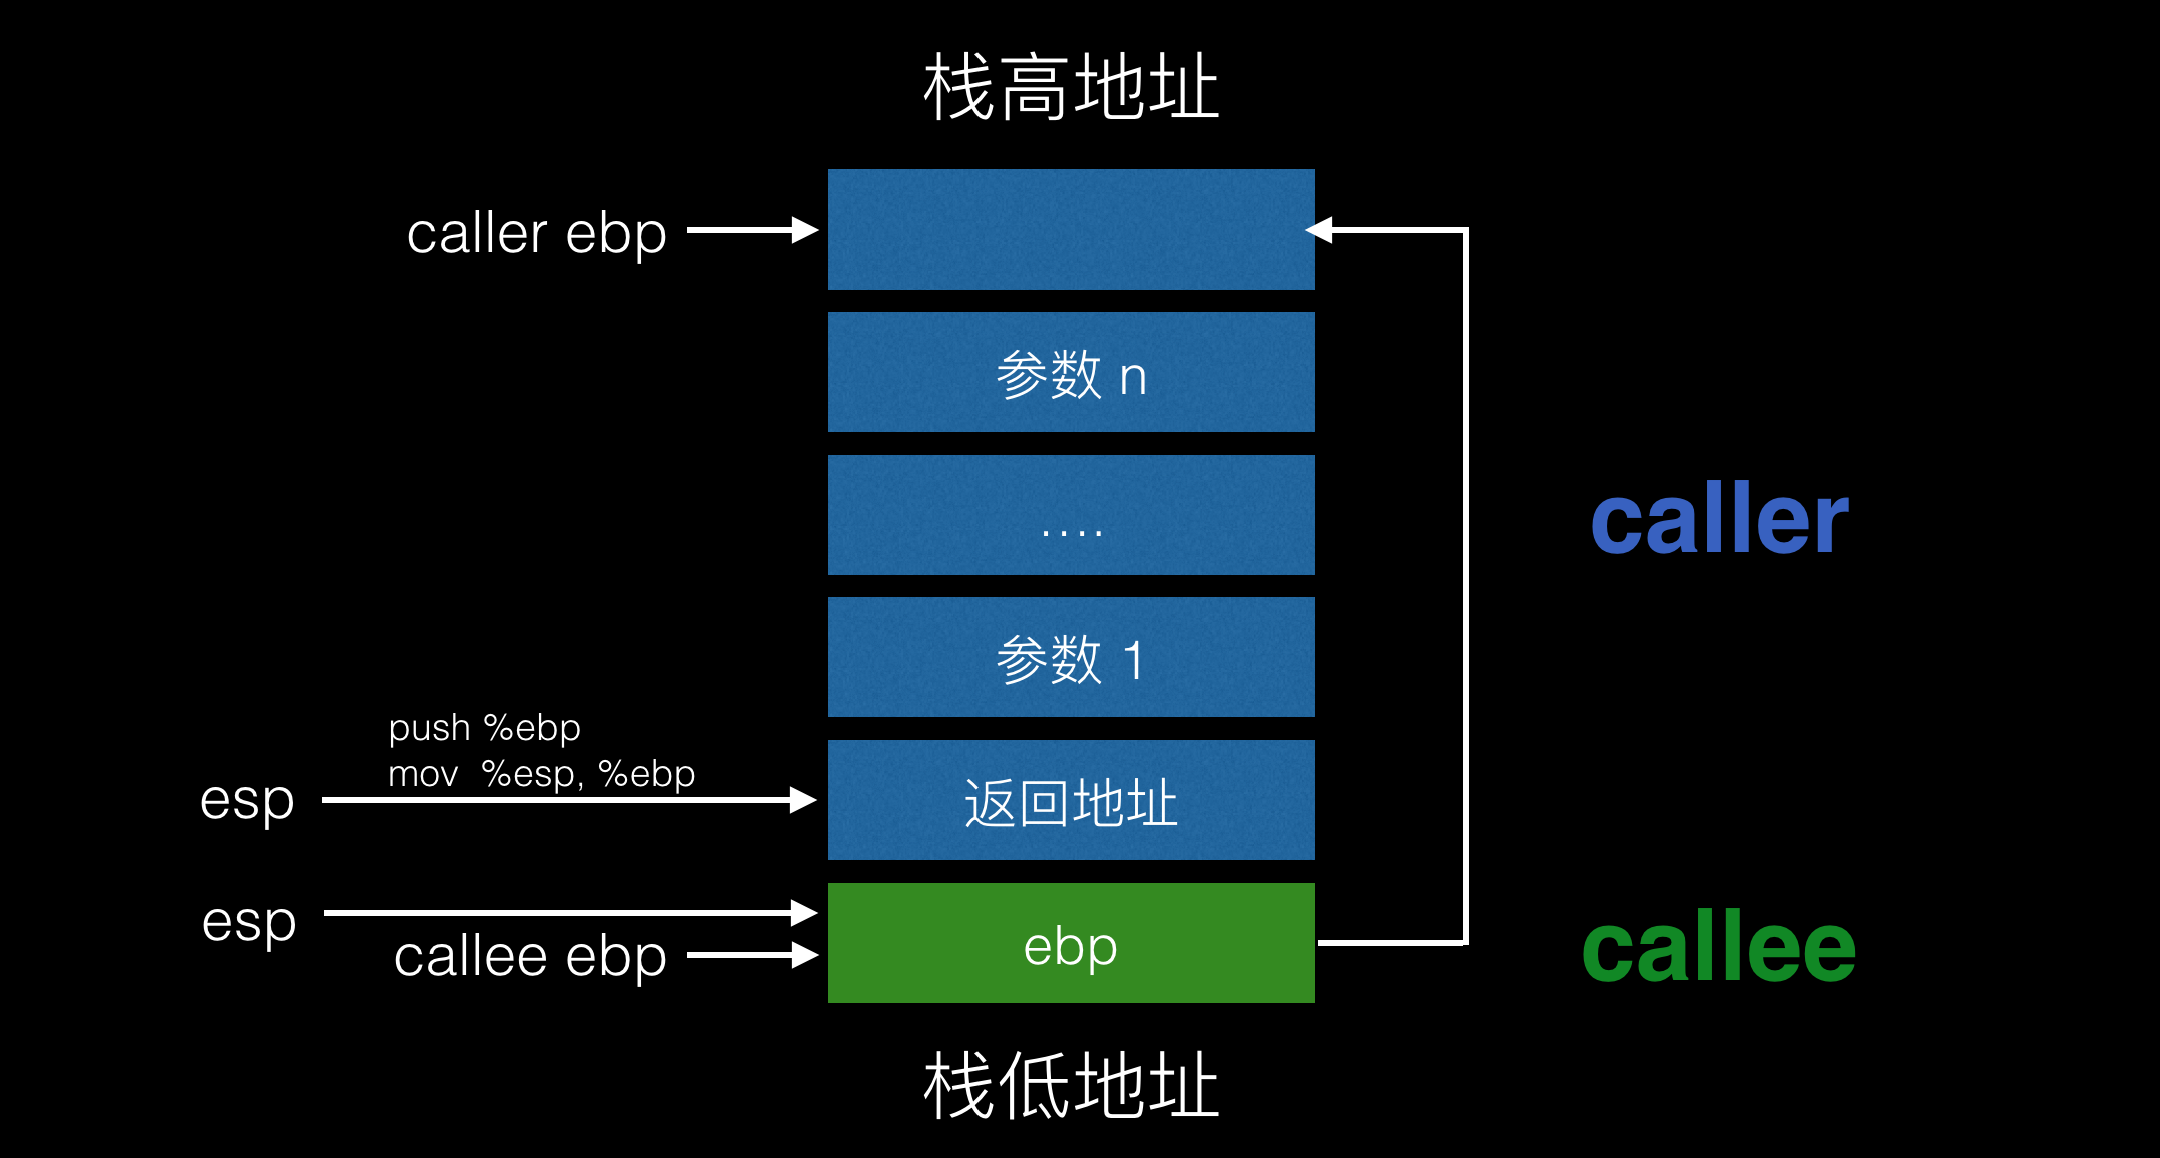 栈高地址
caller ebp
参数 n
....
caller
参数 1
push %ebp
mov %esp, %ebp
esp
返回地址
esp
callee ebp
ebp
callee
栈低地址